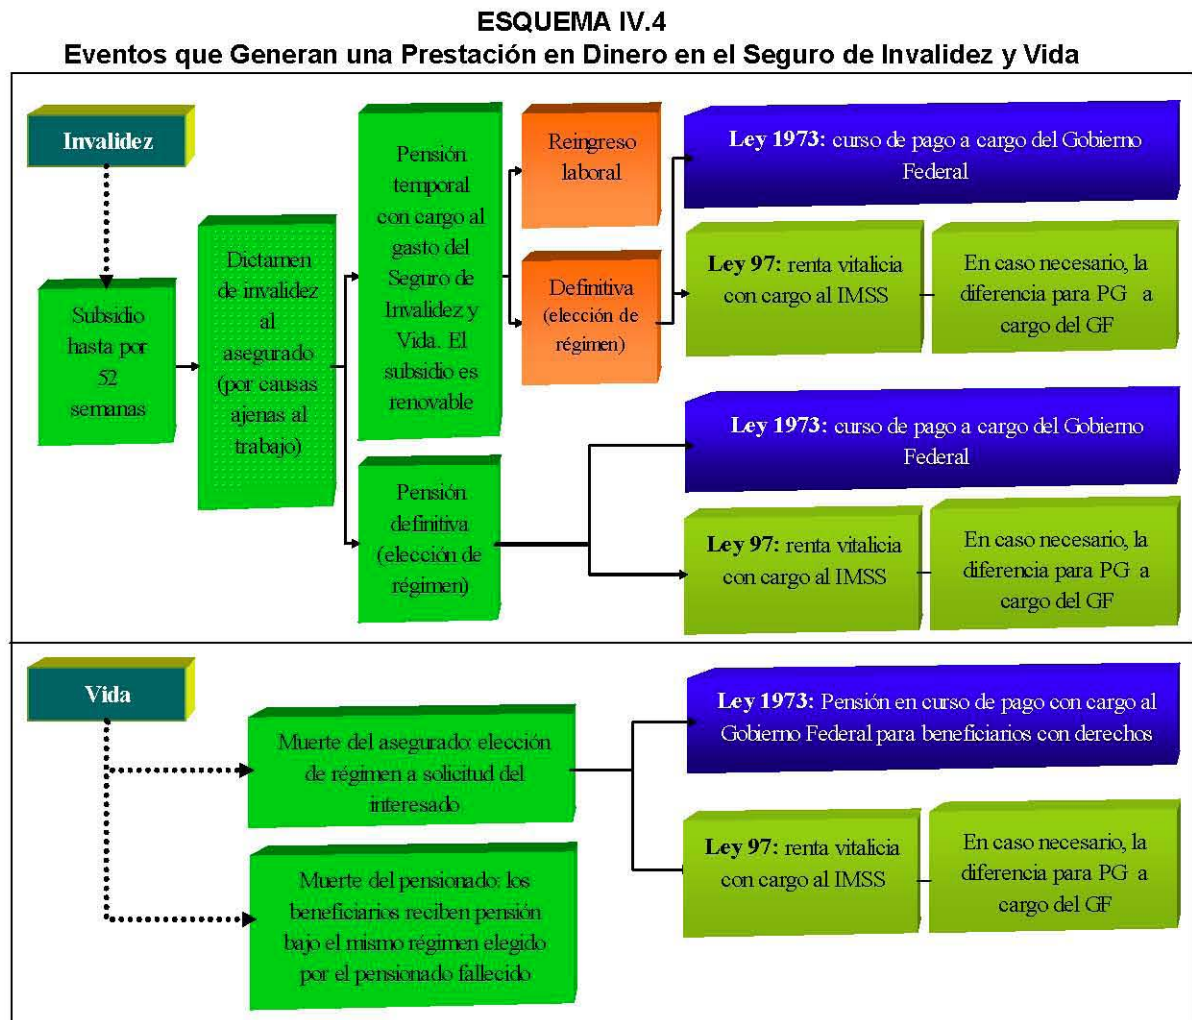 ESQUEMA IV.4
Eventos que Generan una Prestación en Dinero en el Seguro de Invalidez y Vida
Invalidez
Subsidio
hasta por
52
semanas
Dictamen
de invalidez
al
asegurado
(por causas
ajenas al
trabajo)
Pensión
temporal
con cargo al
gasto del
Seguro de
Invalidez y
Vida. El
subsidio es
renovable
Reingreso
laboral
Definitiva
(elección de
régimen)
Ley 1973: curso de pago a cargo del Gobierno
Federal
Ley 97: renta vitalicia
con cargo al IMSS
En caso necesario, la
diferencia para PG a
cargo del GF
Pensión
definitiva
(elección de
régimen)
Ley 1973: curso de pago a cargo del Gobierno
Federal
Ley 97: renta vitalicia
con cargo al IMSS
En caso necesario, la
diferencia para PG a
cargo del GF
Vida
Muerte del asegurado: elección
de régimen a solicitud del
interesado
Muerte del pensionado: los
beneficiarios reciben pensión
bajo el mismo régimen elegido
por el pensionado fallecido
Ley 1973: Pensión en curso de pago con cargo al
Gobierno Federal para beneficiarios con derechos
Ley 97: renta vitalicia
con cargo al IMSS
En caso necesario, la
diferencia para PG a
cargo del GF